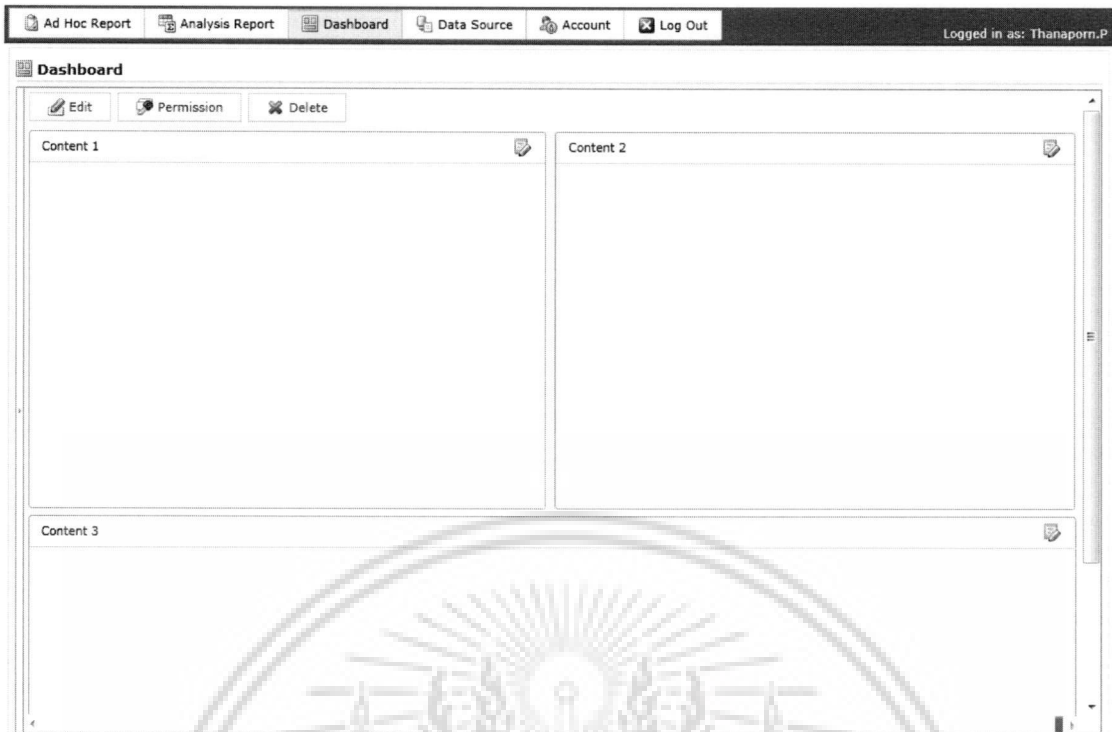 Ad Hoc Report Analysis Report Dashboard Data Source Account Log Out
Logged in as: Thanaporn.P
Dashboard
Edit Permission Delete
Content 1 Content 2
Content 3